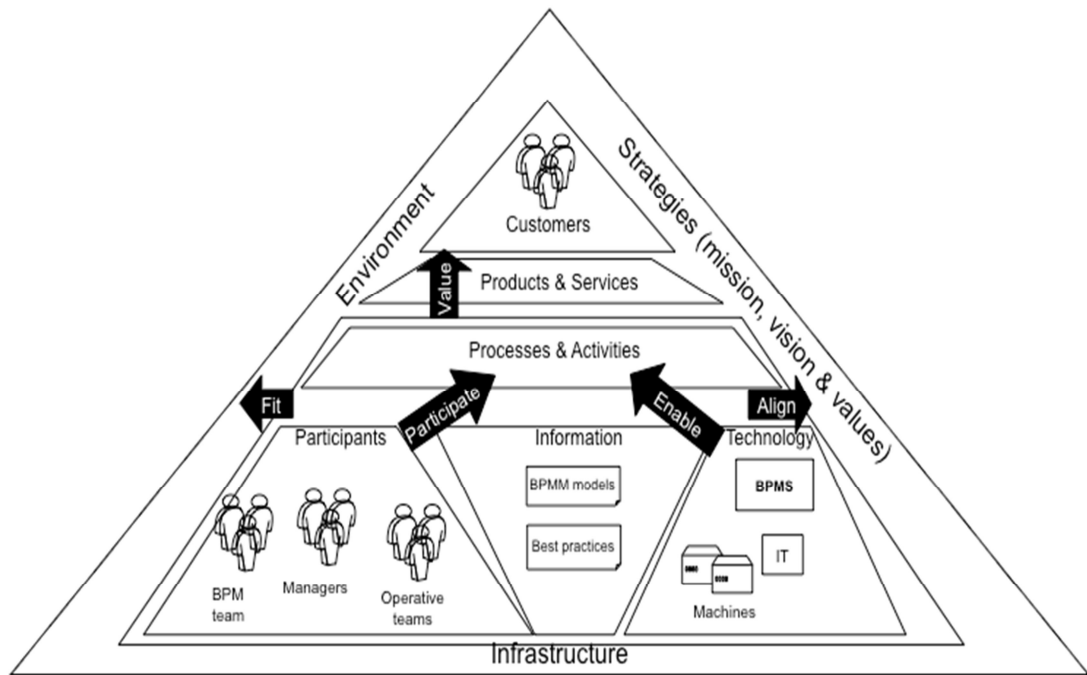 Environment
Strategies (mission, vision & values)
Customers
Products & Services
Value
Processes & Activities
Fit
Participate
Enable
Align
Participants
Information
Technology
BPMM models
BPMS
Best practices
IT
BPM
team
Managers
Operative
teams
Machines
Infrastructure